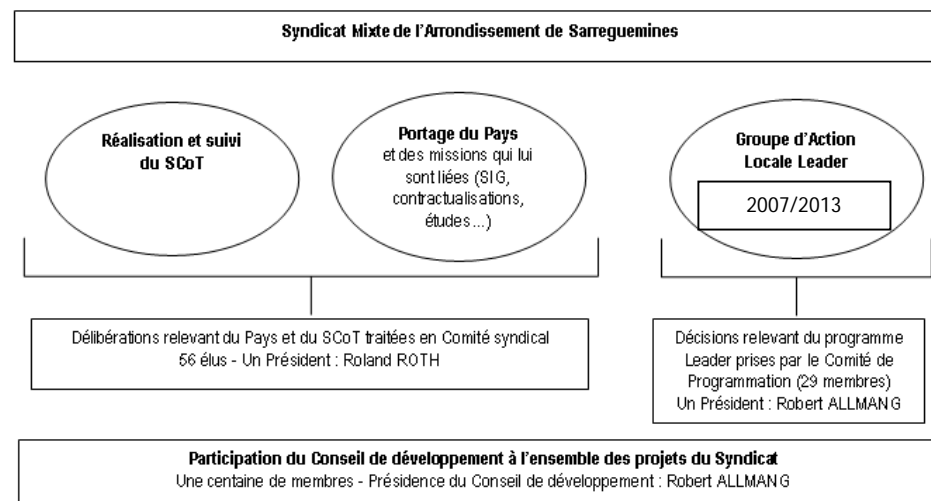 Syndicat Mixte de l'Arrondissement de Sarreguemines
Réalisation et suivi
du SCoT
Portage du Pays
et des missions qui lui
sont liées (SIG,
contractualisations,
études...)
Groupe d'Action
Locale Leader
2007/2013
Délibérations relevant du Pays et du SCoT traitées en Comité syndical
56 élus - Un Président : Roland ROTH
Décisions relevant du programme
Leader prises par le Comité de
Programmation (29 membres)
Un Président : Robert ALLMANG
Participation du Conseil de développement à l'ensemble des projets du Syndicat
Une centaine de membres - Présidence du Conseil de développement : Robert ALLMANG